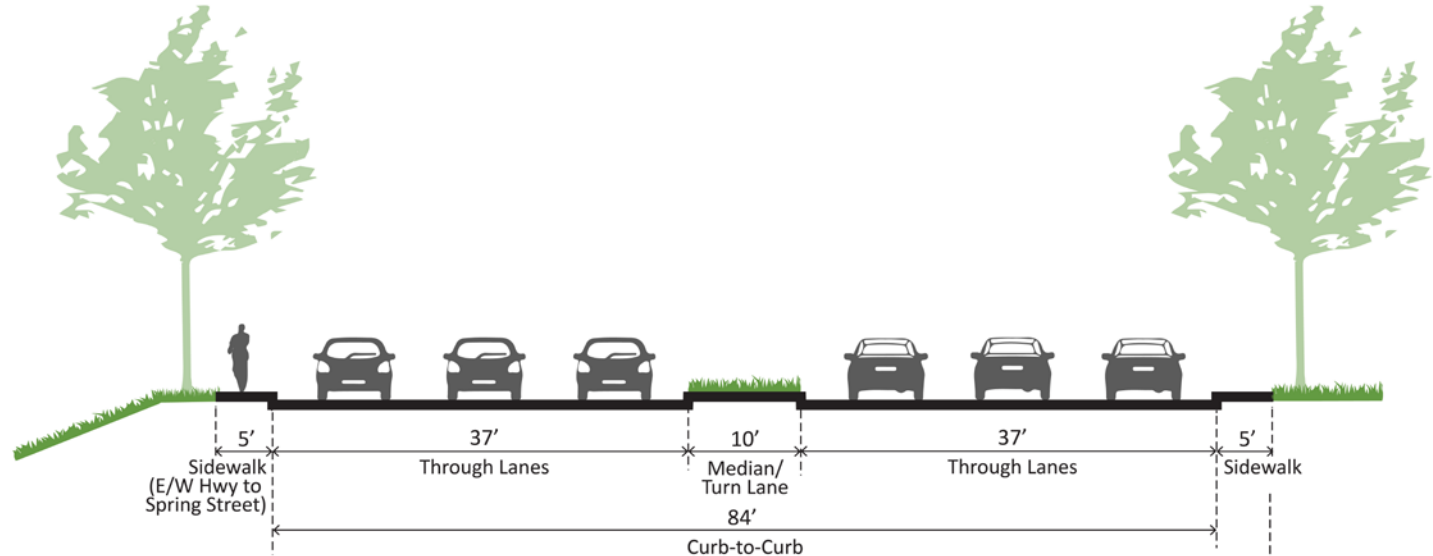 5’
37’
10’
37’
5’
Sidewalk
(E/W Hwy to
Spring Street)
Through Lanes
Median/
Turn Lane
Through Lanes
Sidewalk
84’
Curb-to-Curb